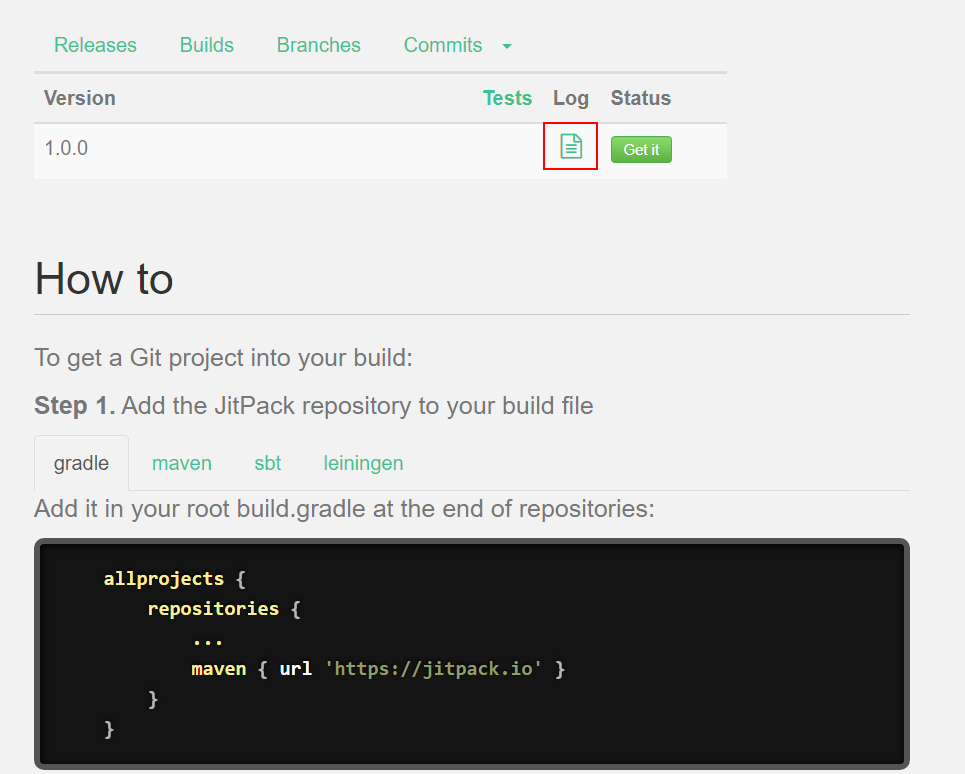 Releases Builds Branches Commits
Version Tests Log Status
1.0.0 Get it
How to
To get a Git project into your build:
Step 1. Add the JitPack repository to your build file
gradle maven sbt leiningen
Add it in your root build.gradle at the end of repositories:
allprojects {
    repositories {
        ...
        maven { url 'https://jitpack.io' }
    }
}